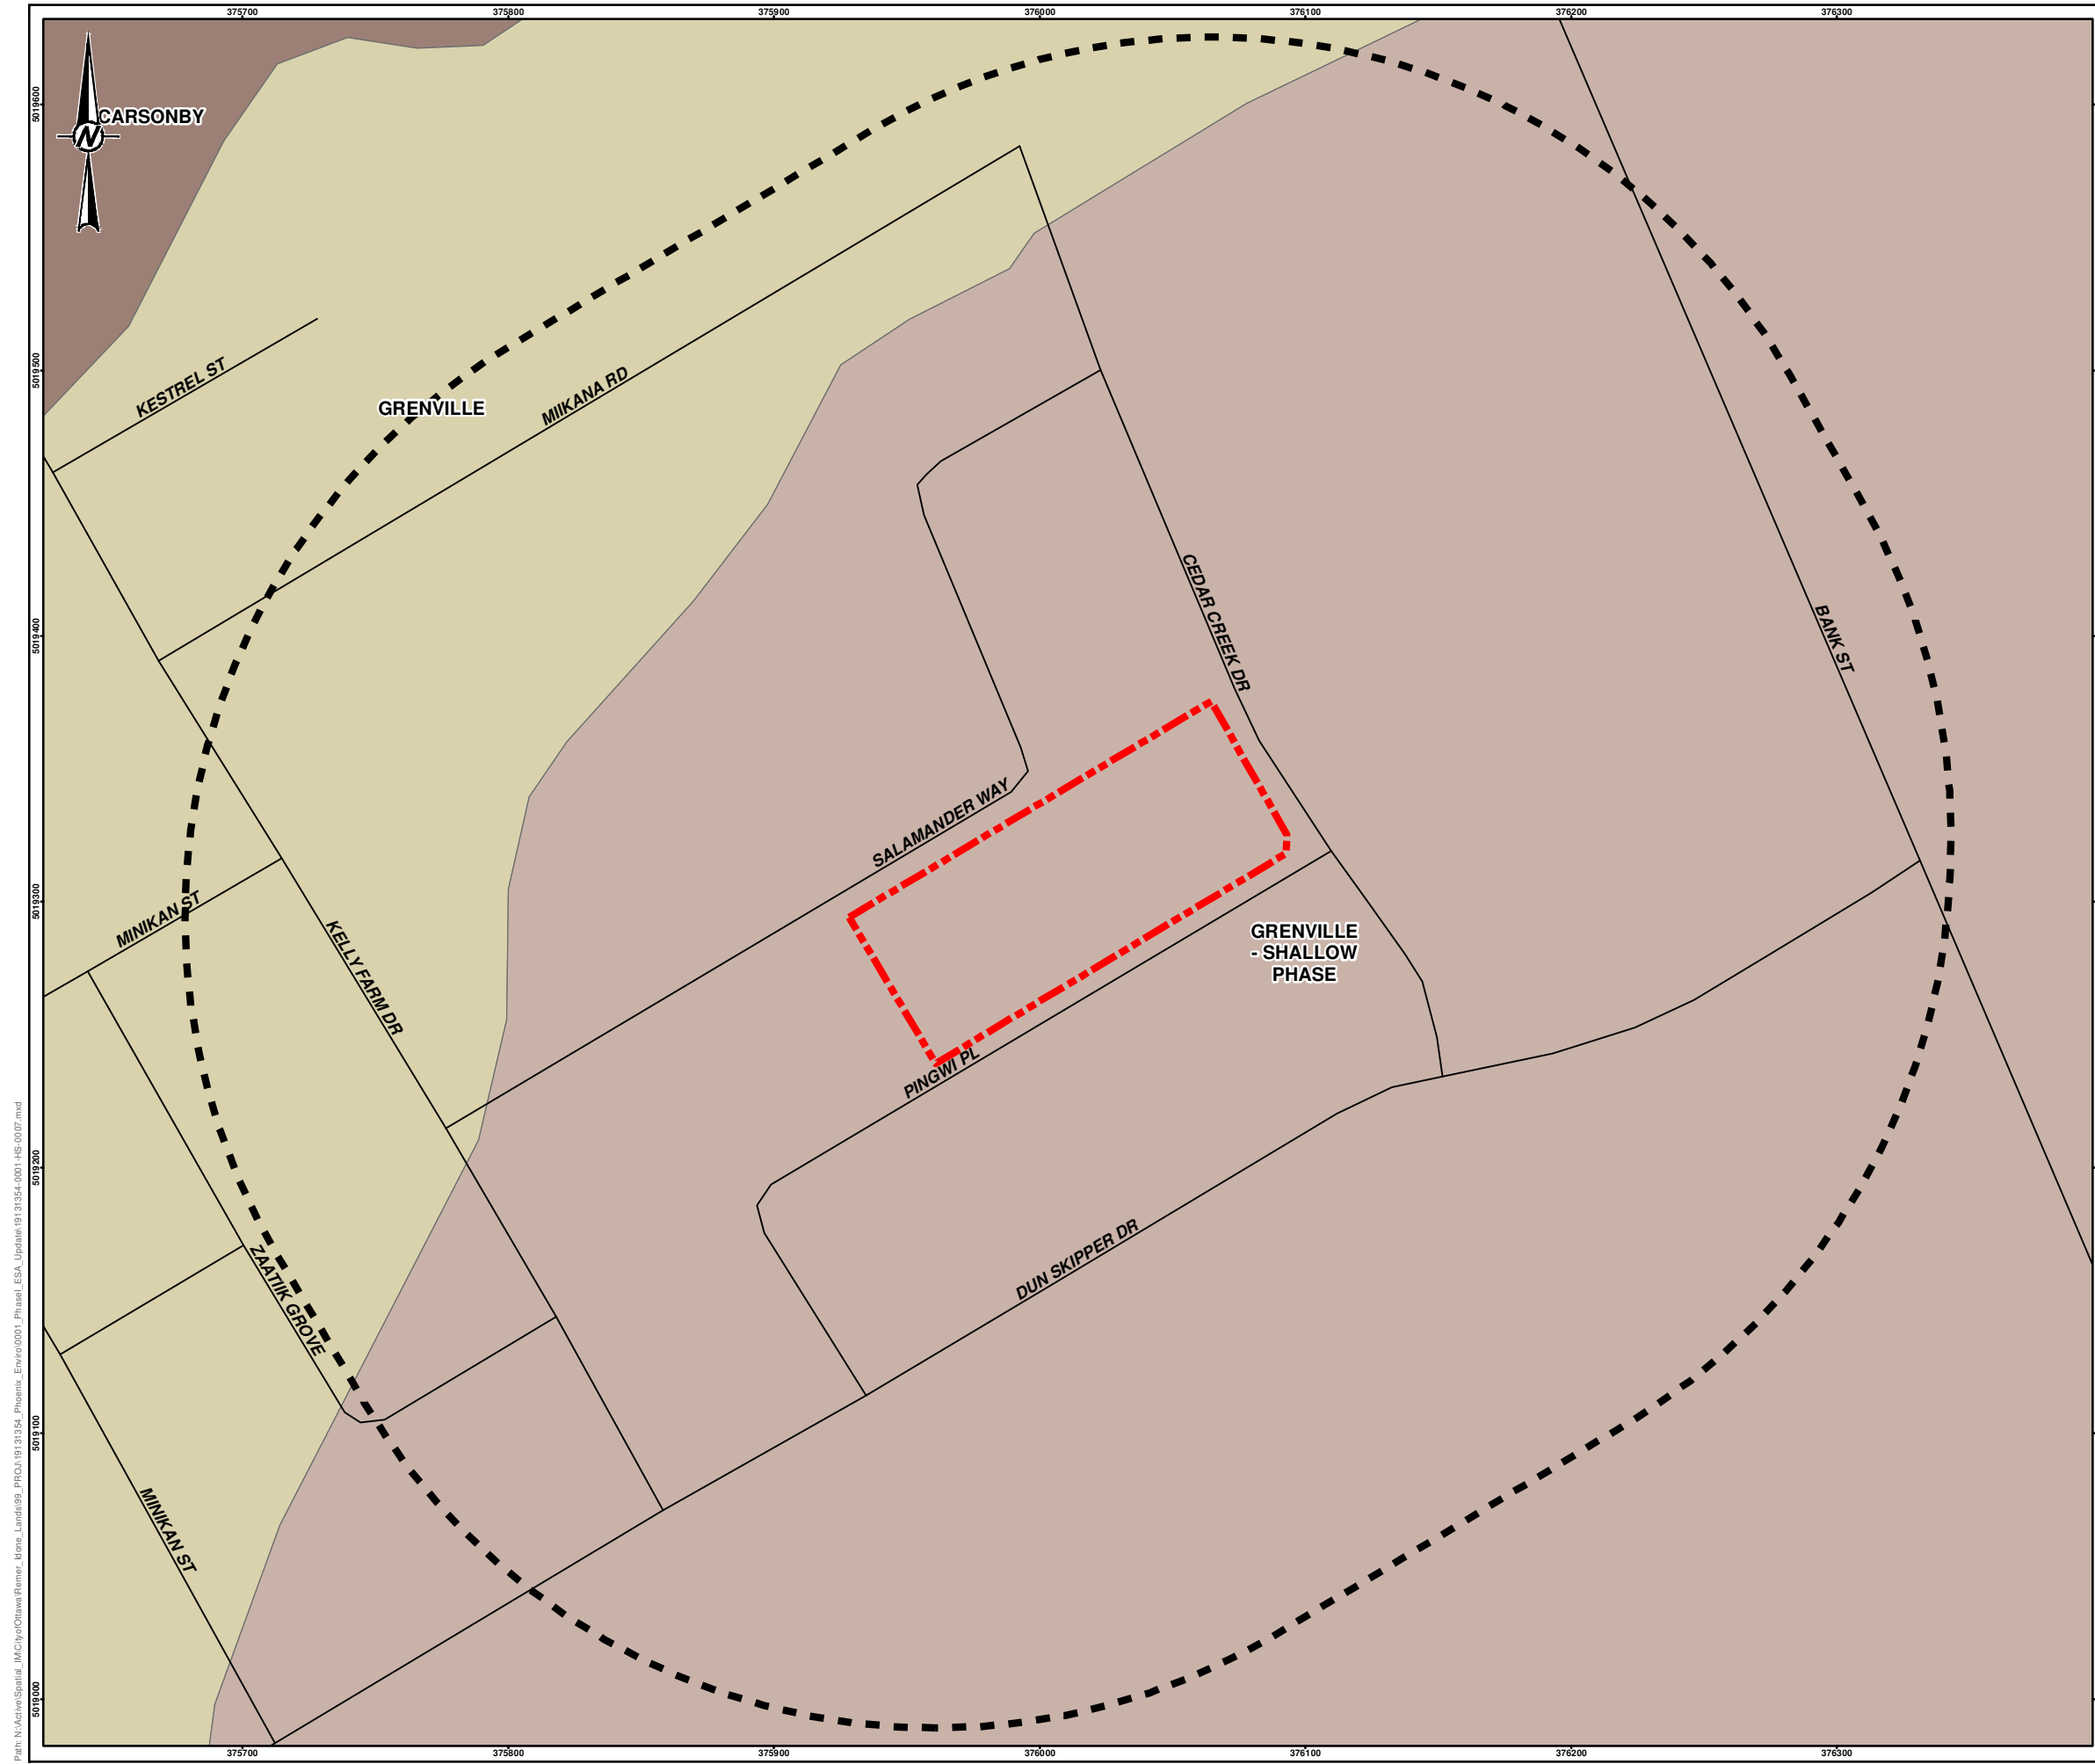 375700 375800 375900 376000 376100 376200 376300
5019600
N
CARSONBY
5019500
KESTREL ST
GRENVILLE
MIIKANA RD
5019400
CEDAR CREEK DR
BANK ST
SALAMANDER WAY
5019300
MINIKAN ST
KELLY FARM DR
GRENVILLE
- SHALLOW
PHASE
PINGWI PL
5019200
DUN SKIPPER DR
ZAATIK GROVE
5019100
MINIKAN ST
5019000
375700 375800 375900 376000 376100 376200 376300